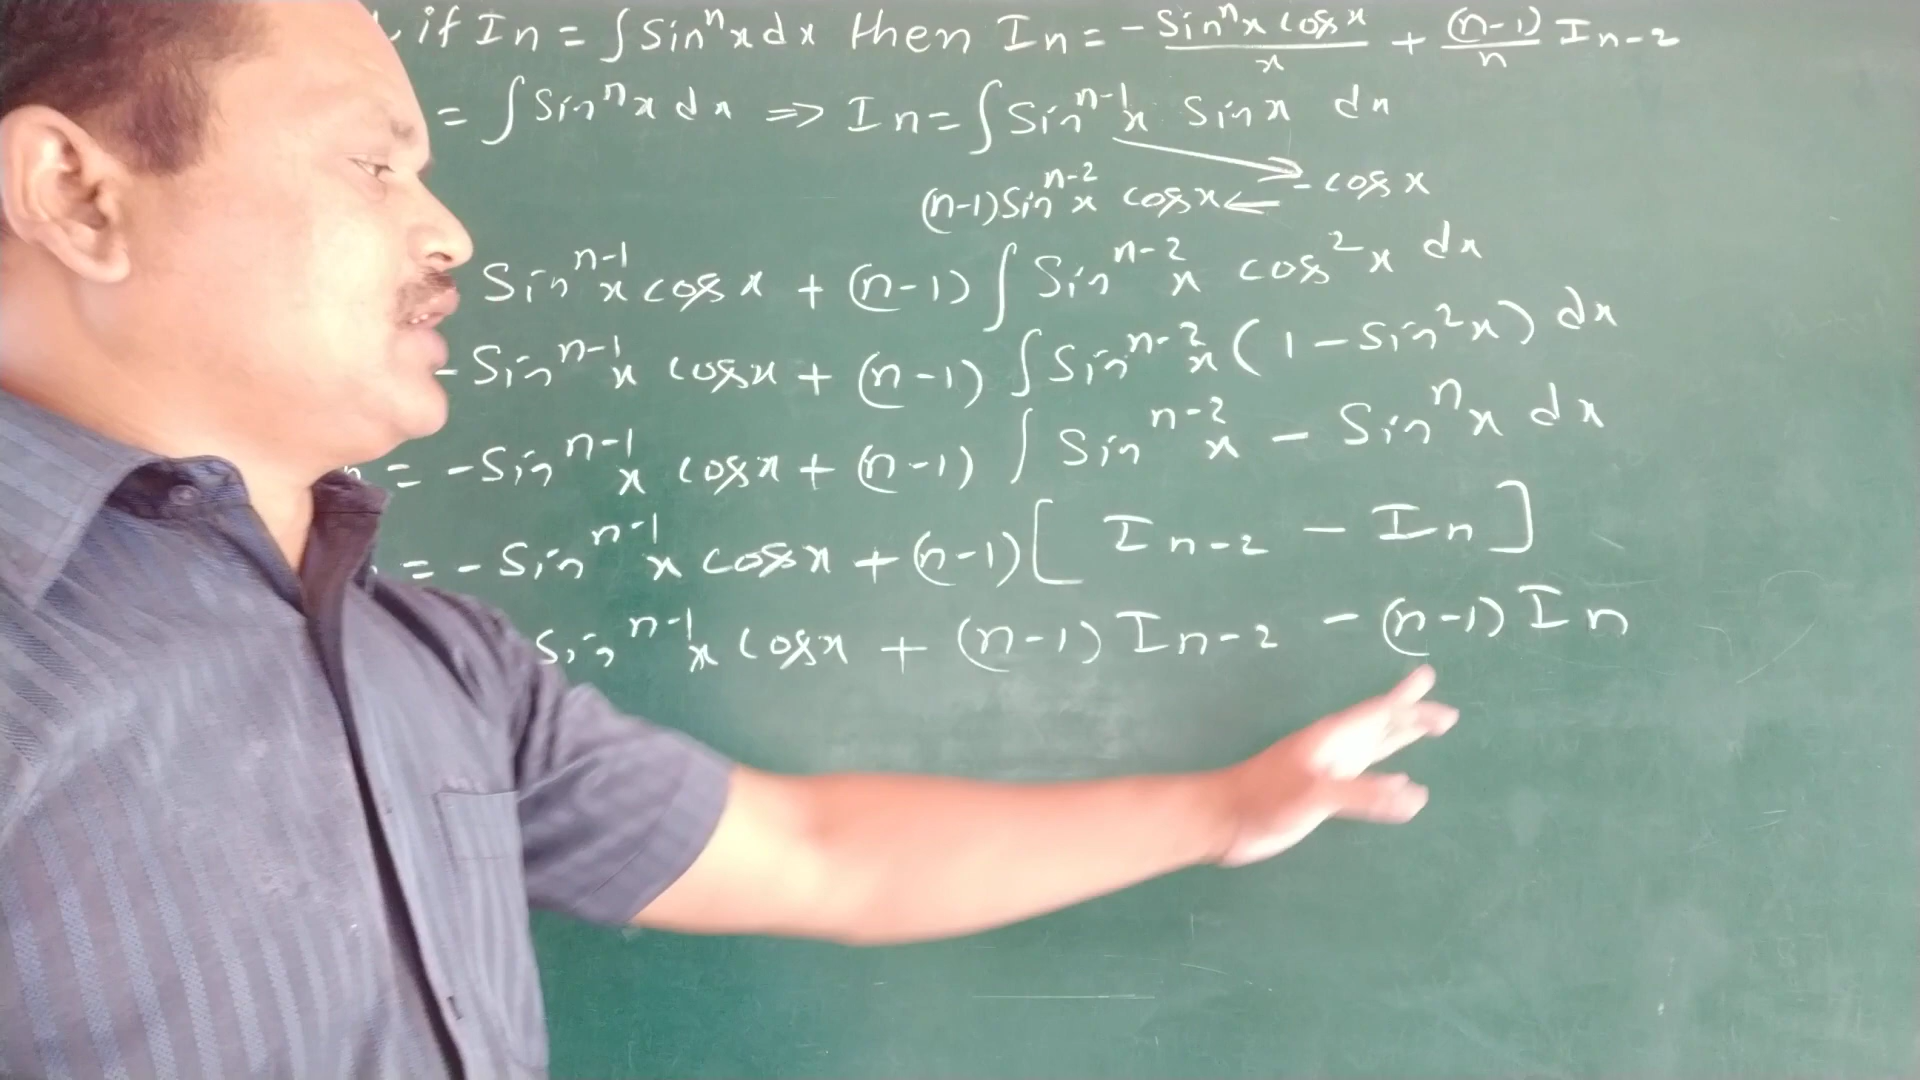 if In = ∫ Sinⁿx dx then In = -Sinⁿx cosx/x + (n-1)/n In-2
= ∫ Sinⁿx dx ⇒ In = ∫ Sinⁿ⁻¹x Sinx dx
(n-1)Sinⁿ⁻²x cosx ← -cosx
Sinⁿ⁻¹x cosx + (n-1) ∫ Sinⁿ⁻²x cos²x dx
-Sinⁿ⁻¹x cosx + (n-1) ∫ Sinⁿ⁻²x (1-Sin²x) dx
n = -Sinⁿ⁻¹x cosx + (n-1) ∫ Sinⁿ⁻²x - Sinⁿx dx
= -Sinⁿ⁻¹x cosx + (n-1) [ In-2 - In ]
Sinⁿ⁻¹x cosx + (n-1) In-2 - (n-1) In